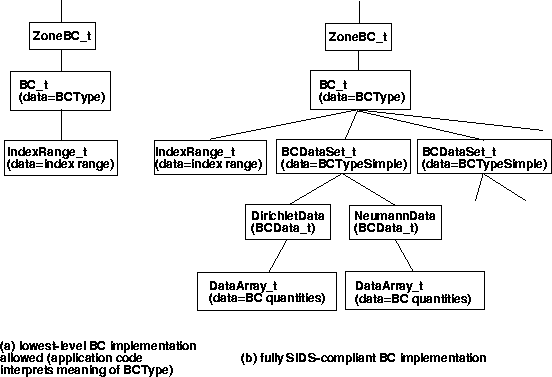 ZoneBC_t
ZoneBC_t
BC_t
(data=BCType)
BC_t
(data=BCType)
IndexRange_t
(data=index range)
IndexRange_t
(data=index range)
BCDataSet_t
(data=BCTypeSimple)
BCDataSet_t
(data=BCTypeSimple)
DirichletData
(BCData_t)
NeumannData
(BCData_t)
DataArray_t
(data=BC quantities)
DataArray_t
(data=BC quantities)
(a) lowest-level BC implementation
allowed (application code
interprets meaning of BCType)
(b) fully SIDS-compliant BC implementation